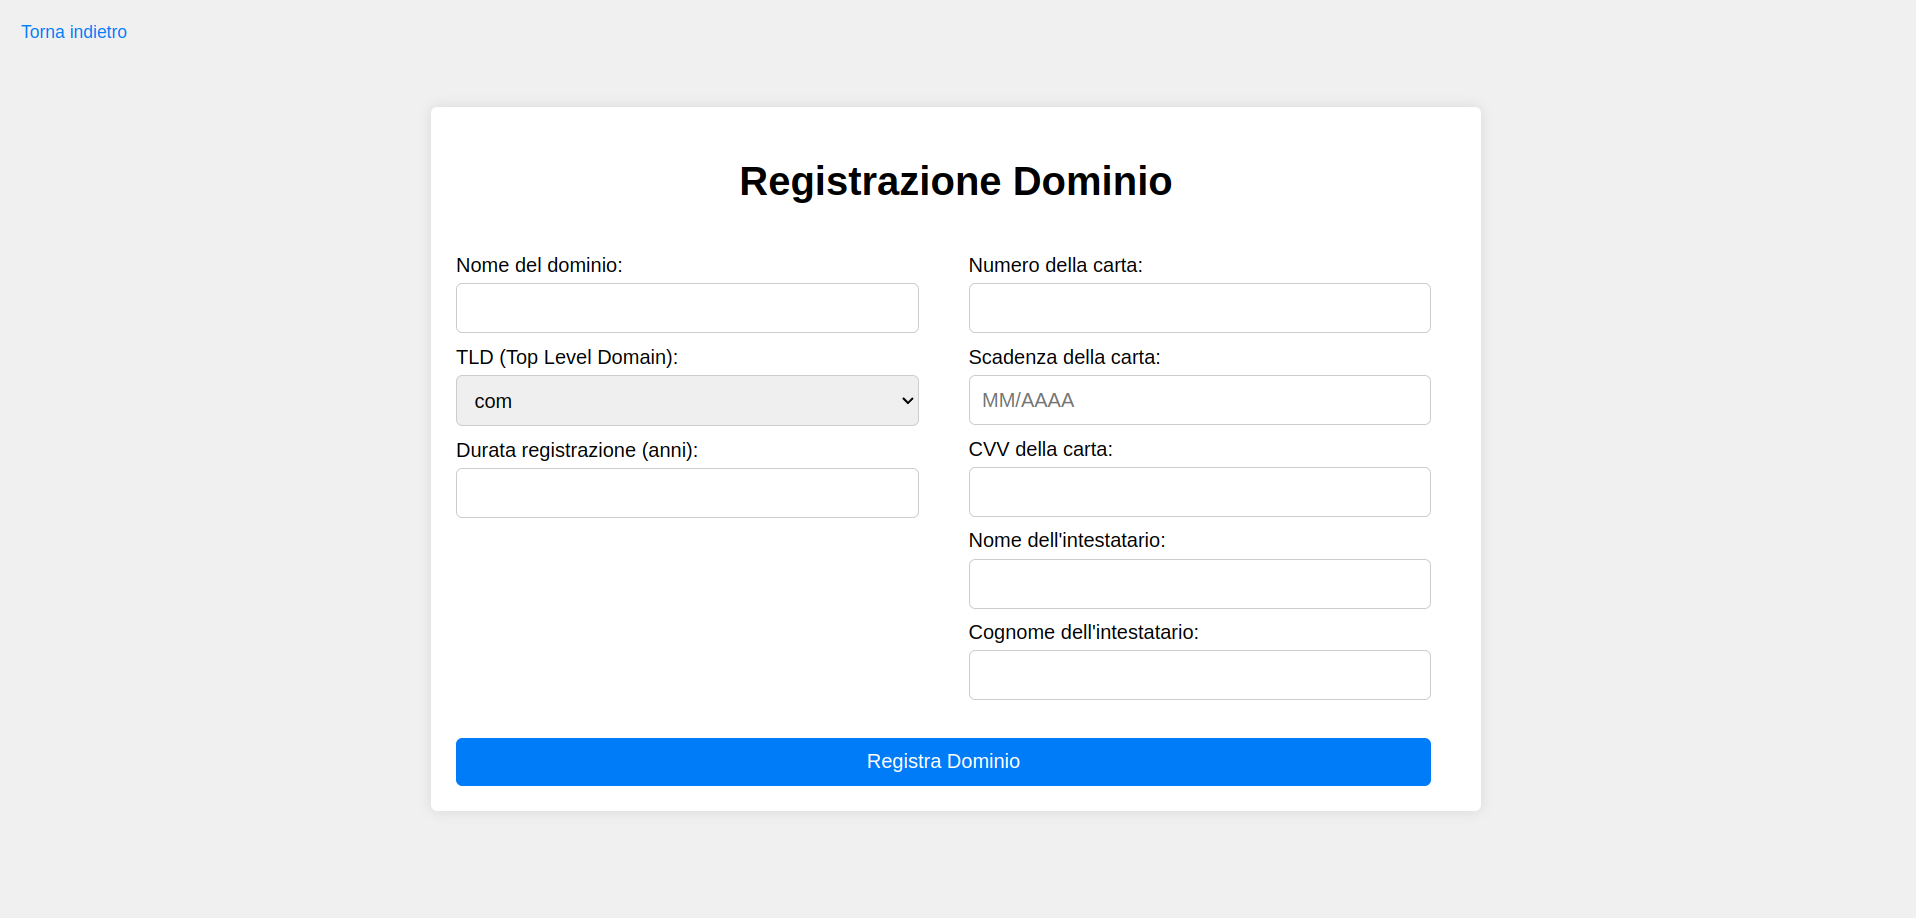 Torna indietro
Registrazione Dominio
Nome del dominio:
TLD (Top Level Domain):
com
Durata registrazione (anni):
Numero della carta:
Scadenza della carta:
MM/AAAA
CVV della carta:
Nome dell'intestatario:
Cognome dell'intestatario:
Registra Dominio